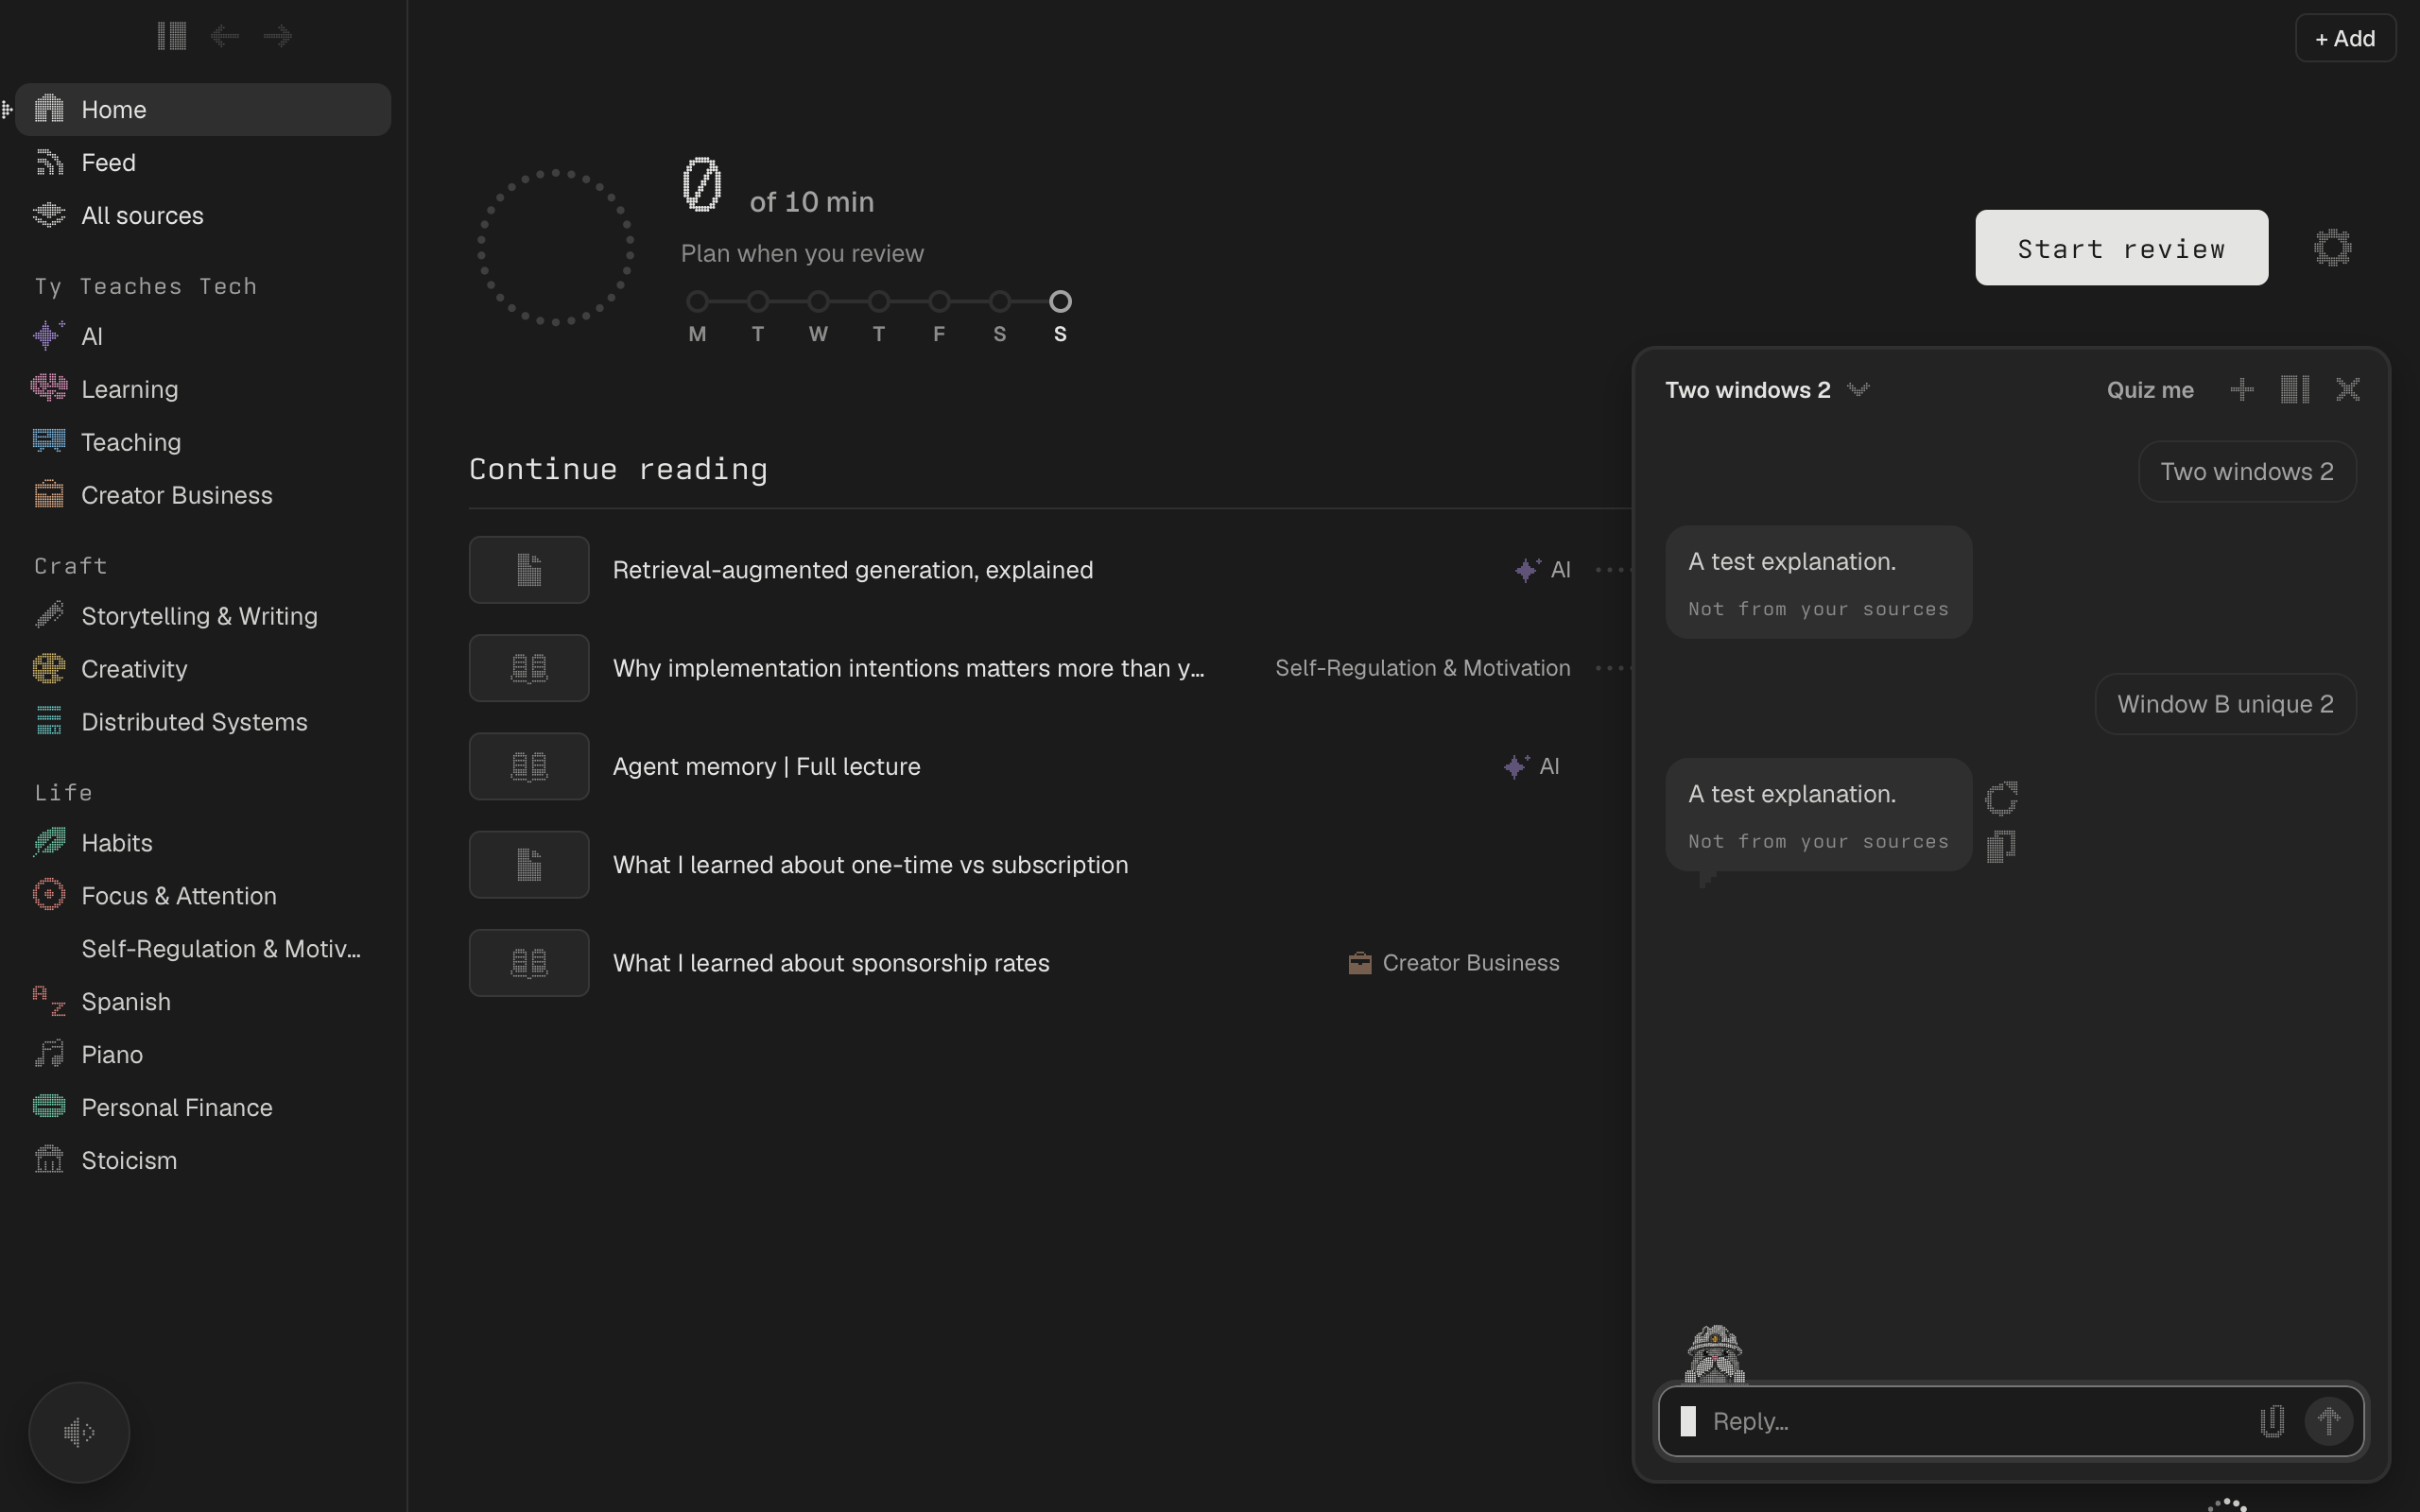 + Add
Home
Feed
All sources
Ty Teaches Tech
AI
Learning
Teaching
Creator Business
Craft
Storytelling & Writing
Creativity
Distributed Systems
Life
Habits
Focus & Attention
Self-Regulation & Motiv...
Spanish
Piano
Personal Finance
Stoicism
0 of 10 min
Plan when you review
M T W T F S S
Start review
Continue reading
Retrieval-augmented generation, explained AI
Why implementation intentions matters more than y... Self-Regulation & Motivation
Agent memory | Full lecture AI
What I learned about one-time vs subscription
What I learned about sponsorship rates Creator Business
Two windows 2 Quiz me
Two windows 2
A test explanation.
Not from your sources
Window B unique 2
A test explanation.
Not from your sources
Reply...